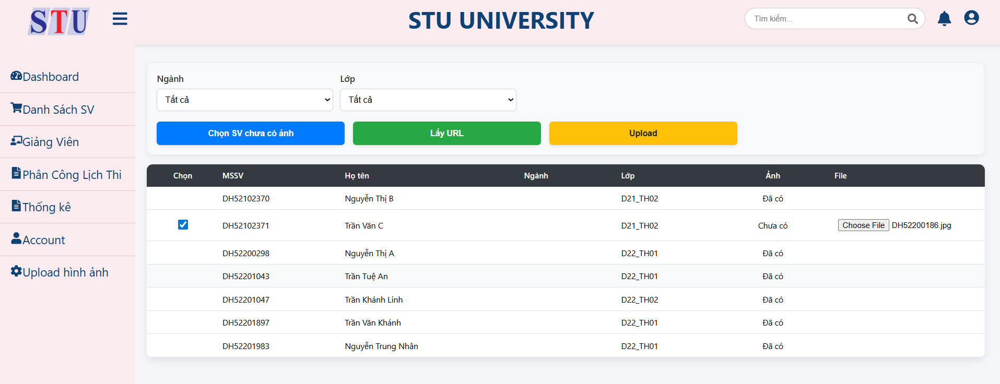 STU
STU UNIVERSITY
Tìm kiếm...
Dashboard
Danh Sách SV
Giảng Viên
Phân Công Lịch Thi
Thống kê
Account
Upload hình ảnh
Ngành Lớp
Tất cả Tất cả
Chọn SV chưa có ảnh Lấy URL Upload
Chọn MSSV Họ tên Ngành Lớp Ảnh File
DH52102370 Nguyễn Thị B D21_TH02 Đã có
DH52102371 Trần Văn C D21_TH02 Chưa có Choose File DH52200186.jpg
DH52200298 Nguyễn Thị A D22_TH01 Đã có
DH52201043 Trần Tuệ An D22_TH01 Đã có
DH52201047 Trần Khánh Linh D22_TH02 Đã có
DH52201897 Trần Văn Khánh D22_TH01 Đã có
DH52201983 Nguyễn Trung Nhân D22_TH01 Đã có